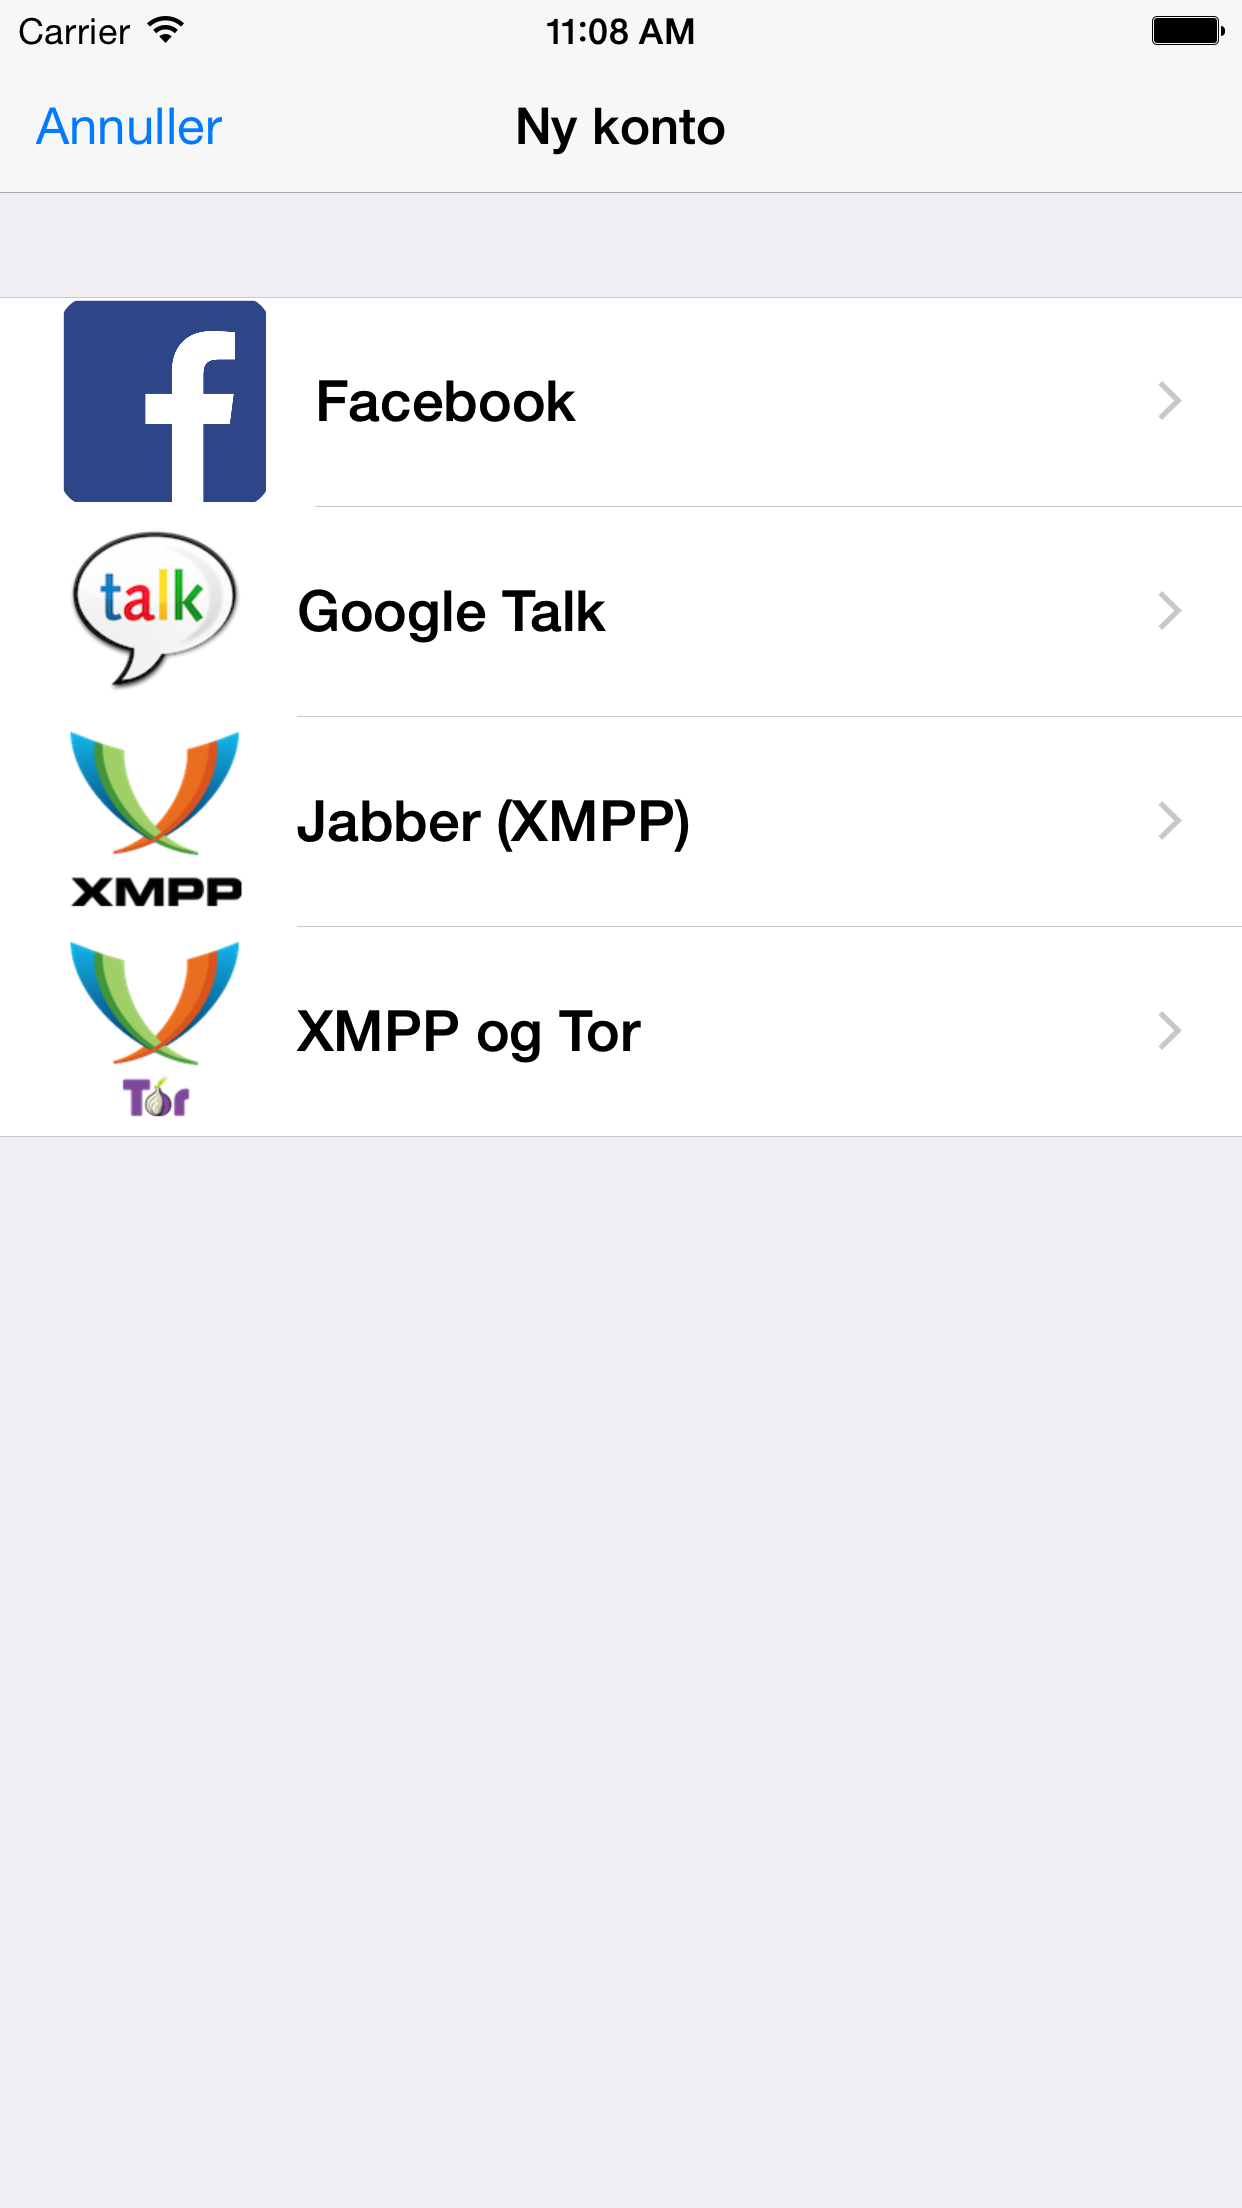 Carrier 11:08 AM
Annuller Ny konto
Facebook
talk
Google Talk
Jabber (XMPP)
XMPP
XMPP og Tor
Tor